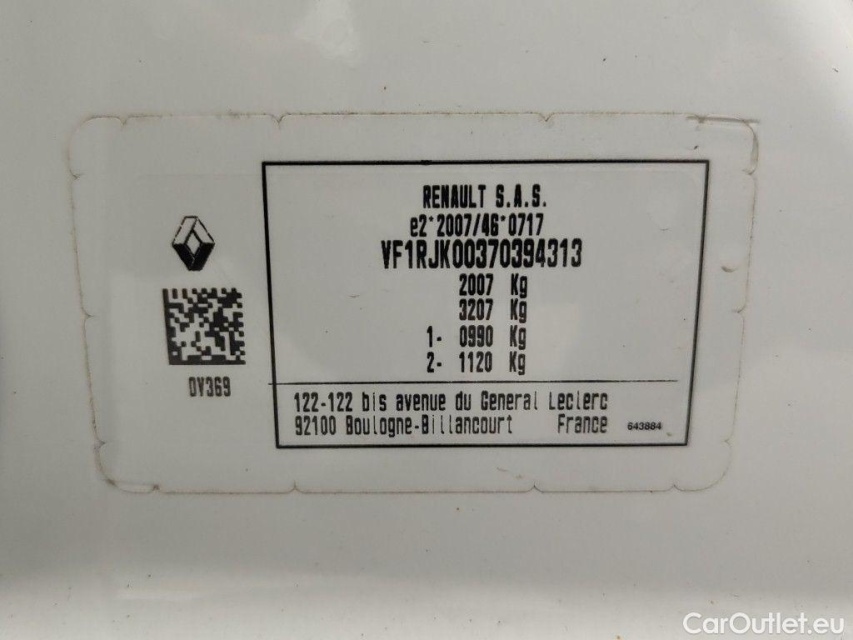 RENAULT S.A.S.
e2*2007/46*0717
VF1RJK00370394313
2007 Kg
3207 Kg
1- 0990 Kg
2- 1120 Kg
0V369
122-122 bis avenue du General Leclerc
92100 Boulogne-Billancourt France 643884
CarOutlet.eu